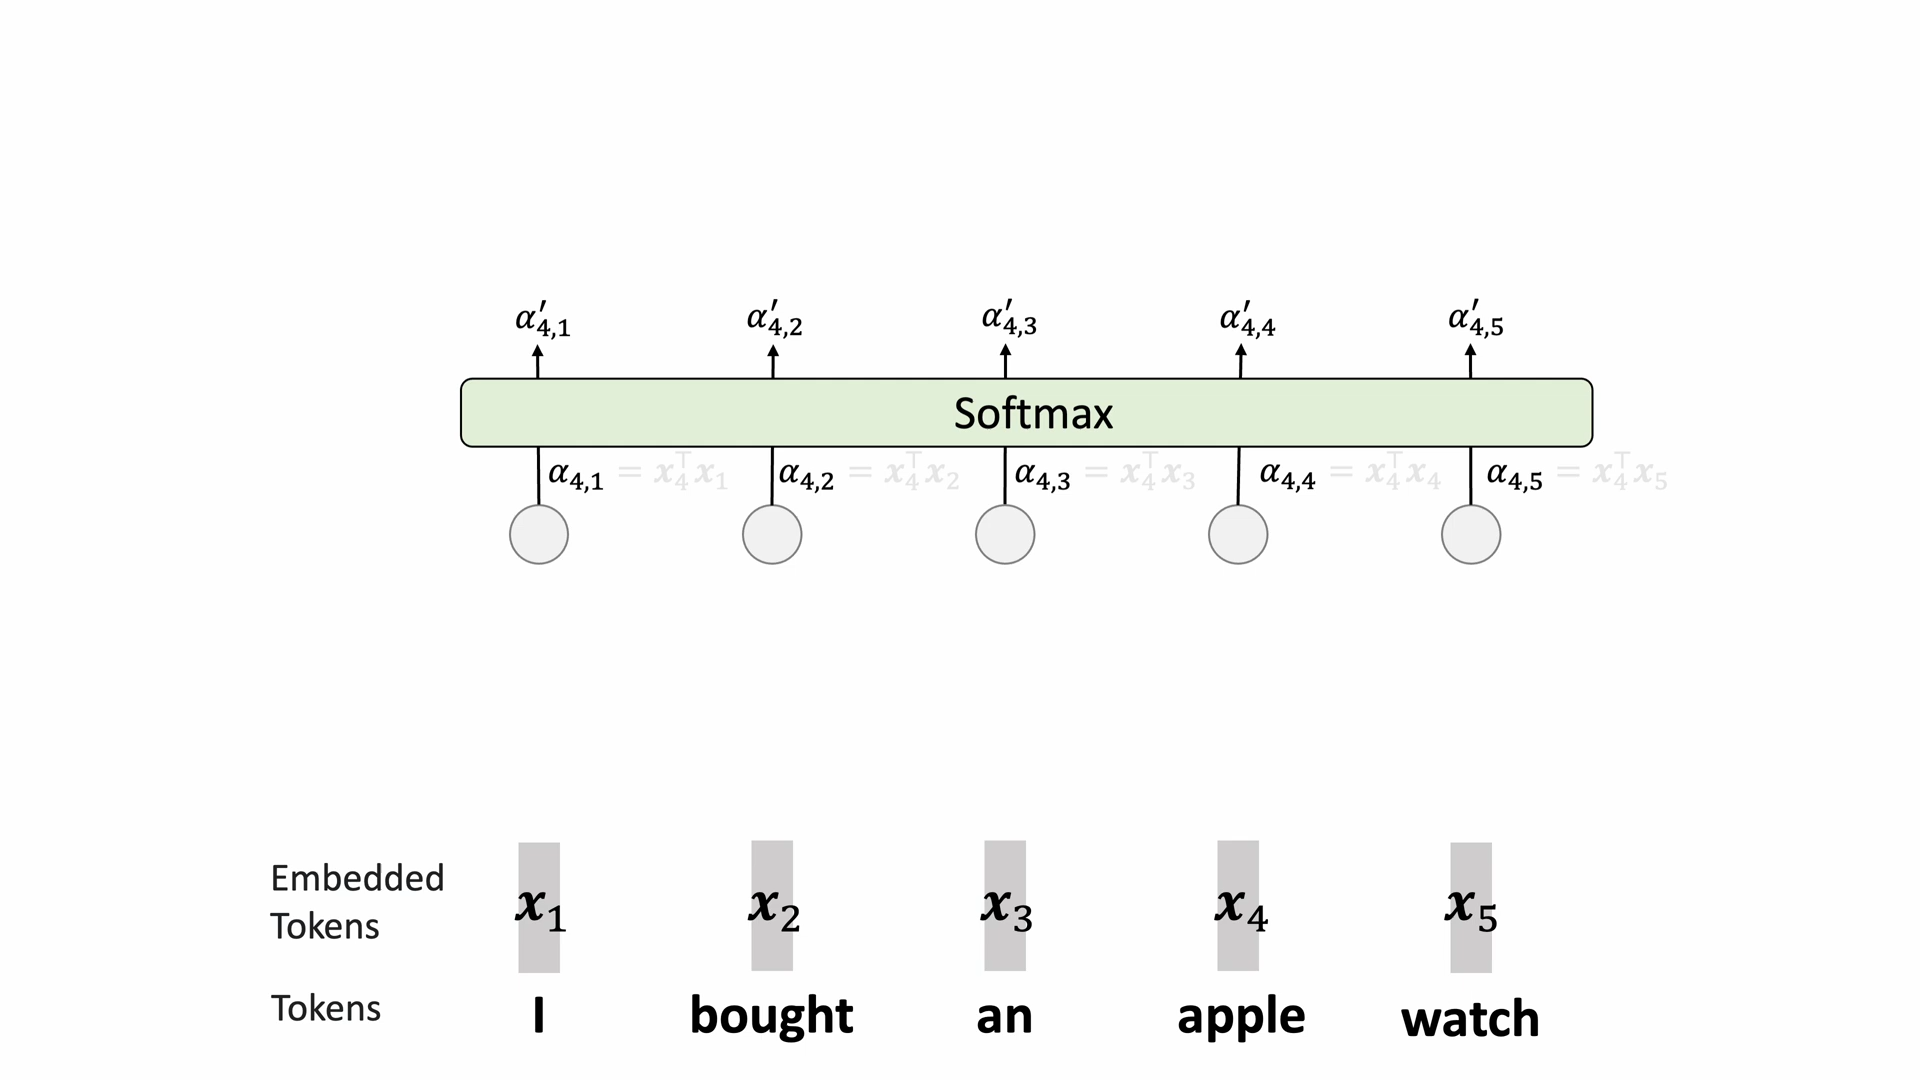 α′4,1 α′4,2 α′4,3 α′4,4 α′4,5
Softmax
α4,1 = x4⊤x1 α4,2 = x4⊤x2 α4,3 = x4⊤x3 α4,4 = x4⊤x4 α4,5 = x4⊤x5
Embedded
Tokens
x1 x2 x3 x4 x5
Tokens I bought an apple watch